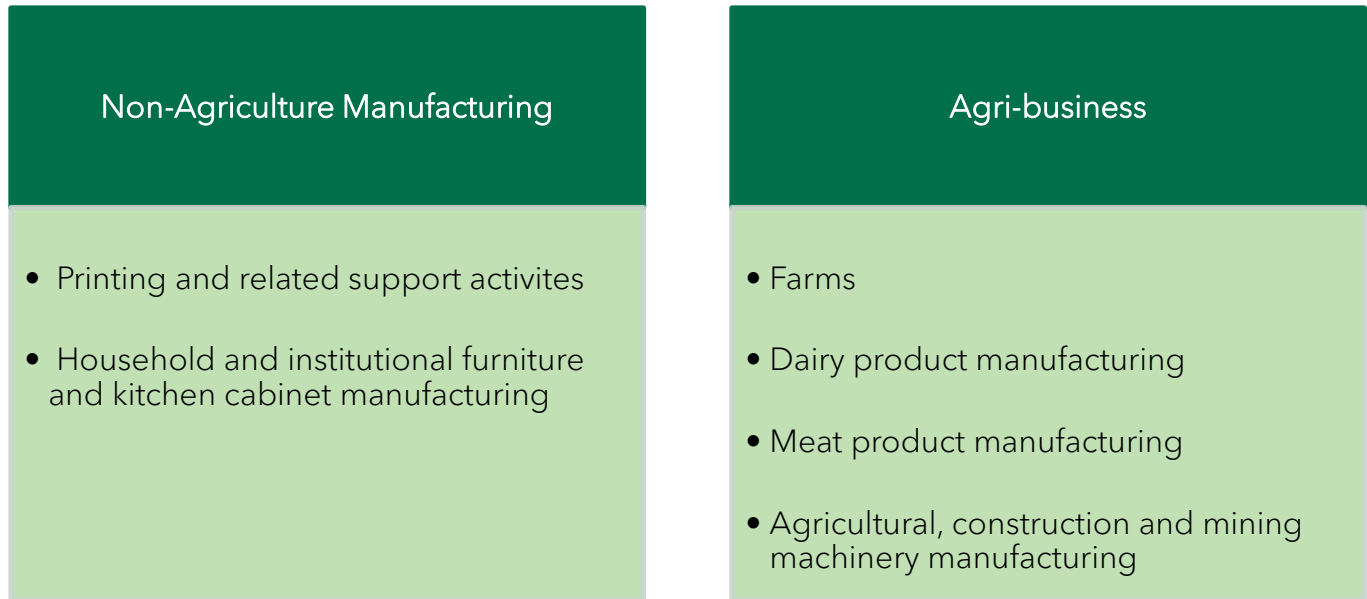 Non-Agriculture Manufacturing
• Printing and related support activites
• Household and institutional furniture
and kitchen cabinet manufacturing
Agri-business
• Farms
• Dairy product manufacturing
• Meat product manufacturing
• Agricultural, construction and mining
machinery manufacturing